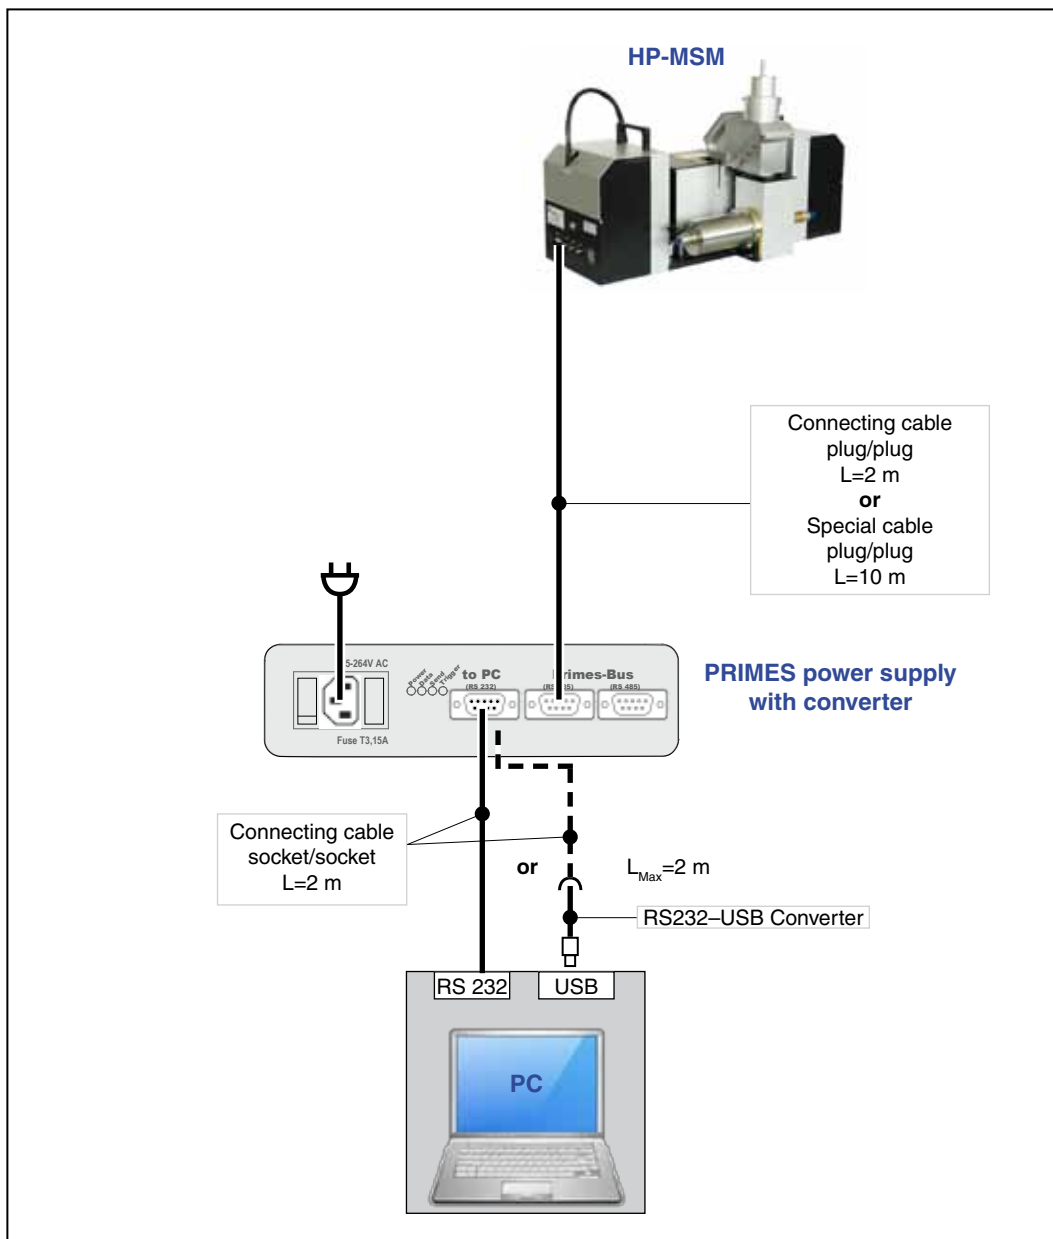 HP-MSM
Connecting cable
plug/plug
L=2 m
or
Special cable
plug/plug
L=10 m
5-264V AC
Fuse T3,15A
Power
Data
Send
Trigger
to PC
(RS 232)
Primes-Bus
(RS 485)
PRIMES power supply
with converter
Connecting cable
socket/socket
L=2 m
or
LMax=2 m
RS232–USB Converter
RS 232
USB
PC